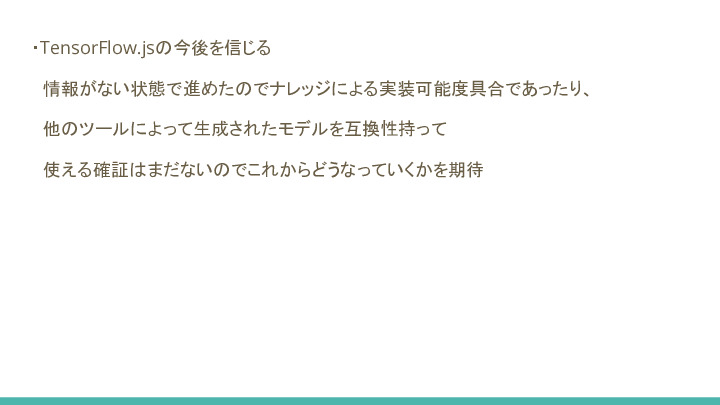 ・TensorFlow.jsの今後を信じる
情報がない状態で進めたのでナレッジによる実装可能度具合であったり、
他のツールによって生成されたモデルを互換性持って
使える確証はまだないのでこれからどうなっていくかを期待